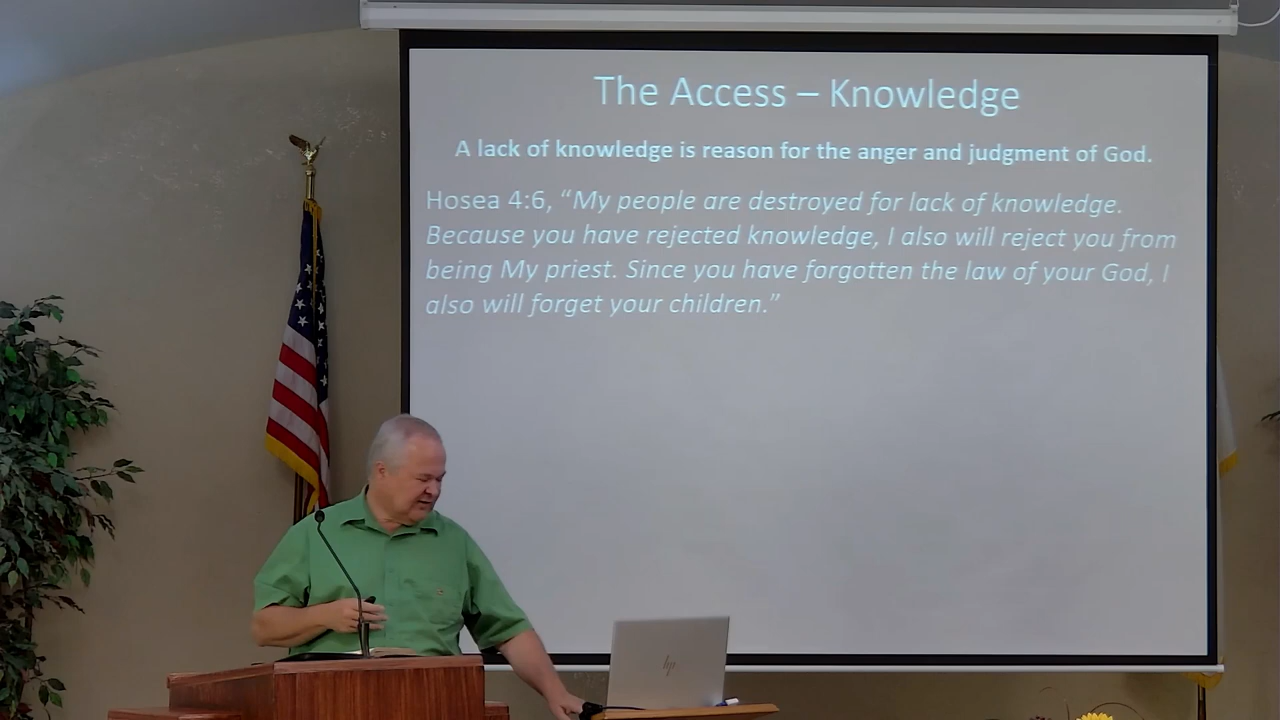 The Access – Knowledge
A lack of knowledge is reason for the anger and judgment of God.
Hosea 4:6, “My people are destroyed for lack of knowledge.
Because you have rejected knowledge, I also will reject you from
being My priest. Since you have forgotten the law of your God, I
also will forget your children.”
hp